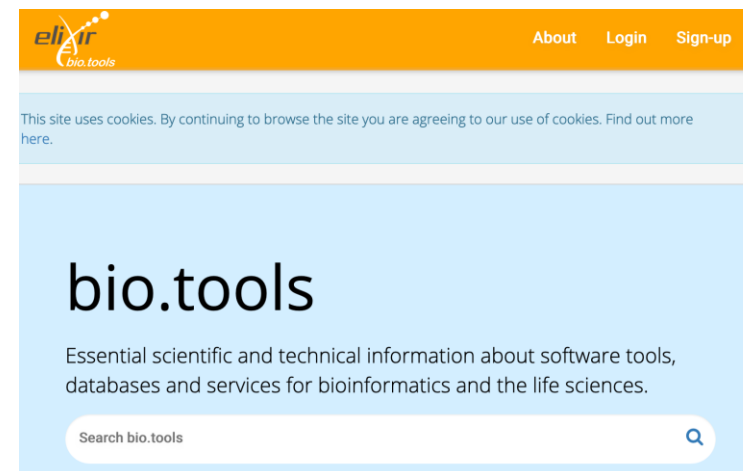 elixir
bio.tools
About Login Sign-up
This site uses cookies. By continuing to browse the site you are agreeing to our use of cookies. Find out more
here.
bio.tools
Essential scientific and technical information about software tools,
databases and services for bioinformatics and the life sciences.
Search bio.tools